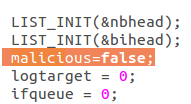 LIST_INIT(&nbhead);
LIST_INIT(&bihead);
malicious=false;
logtarget = 0;
ifqueue = 0;